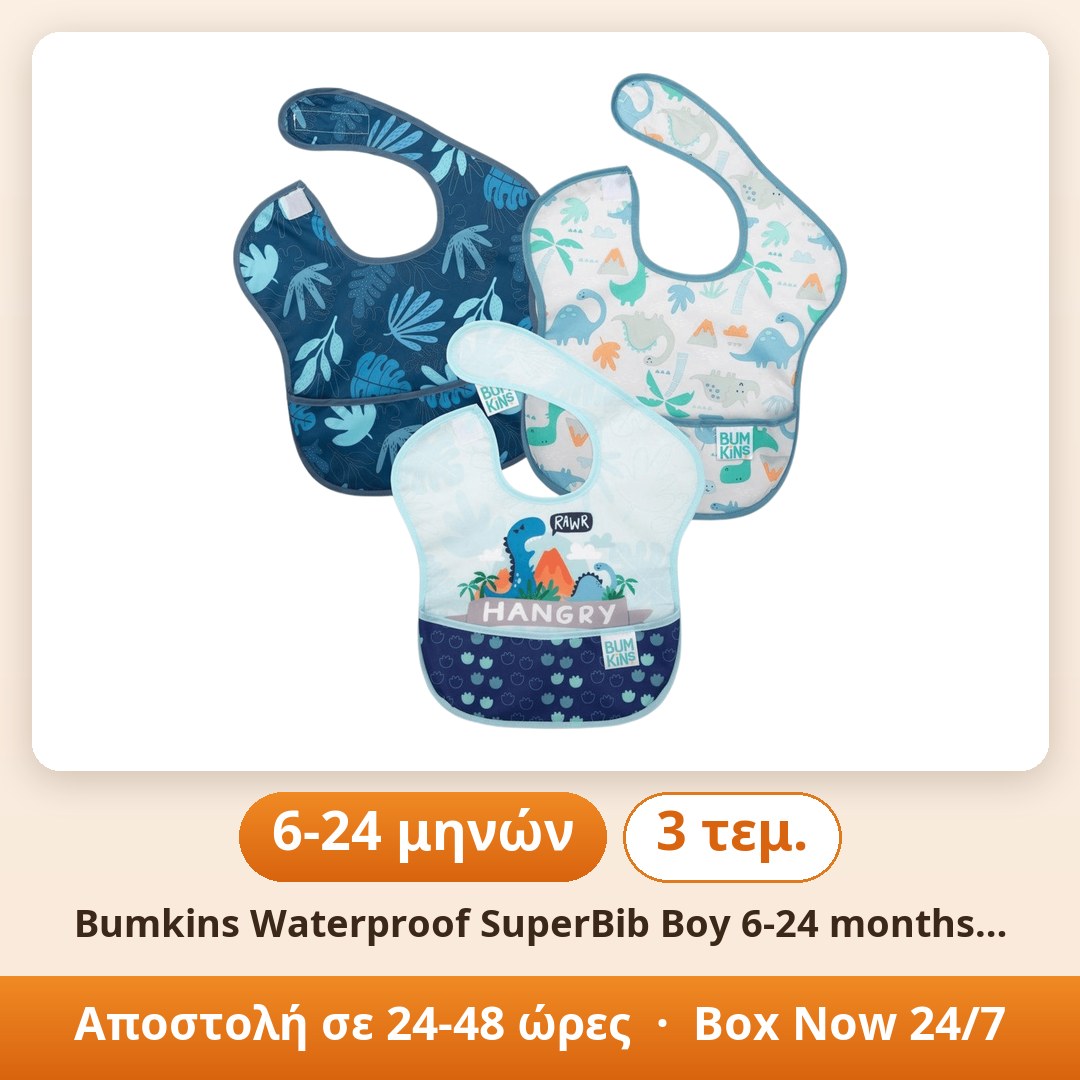 BUM
KiNS
BUM
KiNS
RAWR
HANGRY
BUM
KiNS
6-24 μηνών
3 τεμ.
Bumkins Waterproof SuperBib Boy 6-24 months...
Αποστολή σε 24-48 ώρες · Box Now 24/7